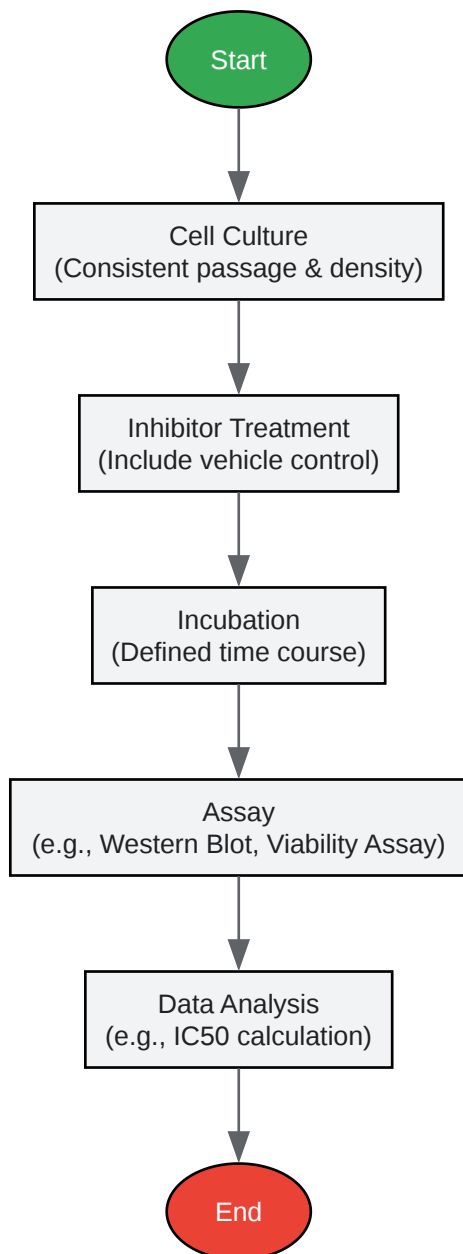 Start
Cell Culture
(Consistent passage & density)
Inhibitor Treatment
(Include vehicle control)
Incubation
(Defined time course)
Assay
(e.g., Western Blot, Viability Assay)
Data Analysis
(e.g., IC50 calculation)
End